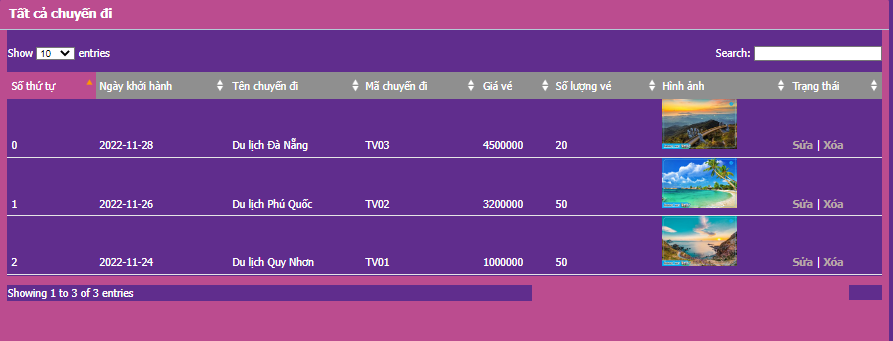 Tất cả chuyến đi
Show 10 entries Search:
Số thứ tự Ngày khởi hành Tên chuyến đi Mã chuyến đi Giá vé Số lượng vé Hình ảnh Trạng thái
0 2022-11-28 Du lịch Đà Nẵng TV03 4500000 20 Sửa | Xóa
1 2022-11-26 Du lịch Phú Quốc TV02 3200000 50 Sửa | Xóa
2 2022-11-24 Du lịch Quy Nhơn TV01 1000000 50 Sửa | Xóa
Showing 1 to 3 of 3 entries